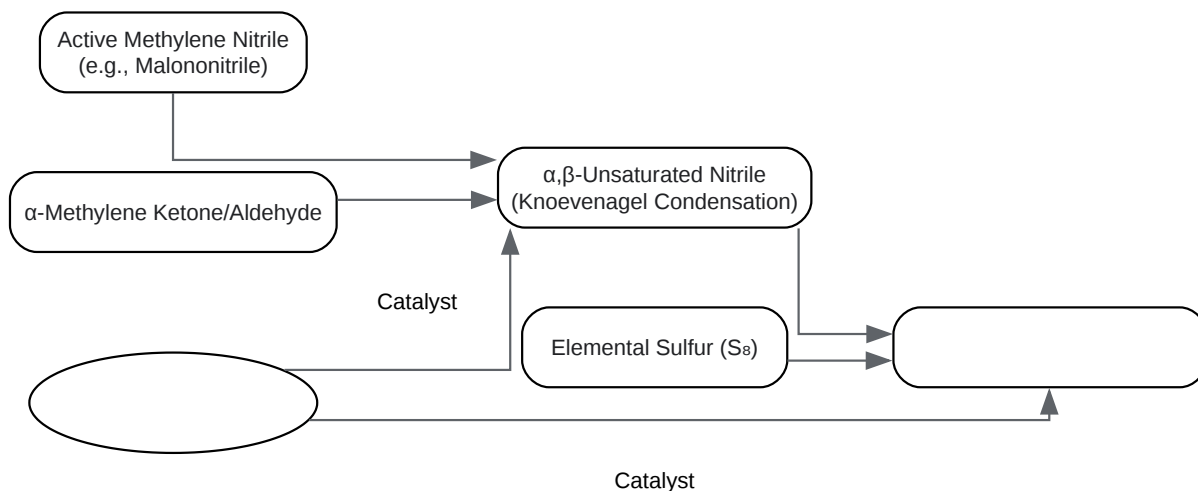 Active Methylene Nitrile
(e.g., Malononitrile)
α-Methylene Ketone/Aldehyde
α,β-Unsaturated Nitrile
(Knoevenagel Condensation)
Catalyst
Elemental Sulfur (S₈)
Catalyst